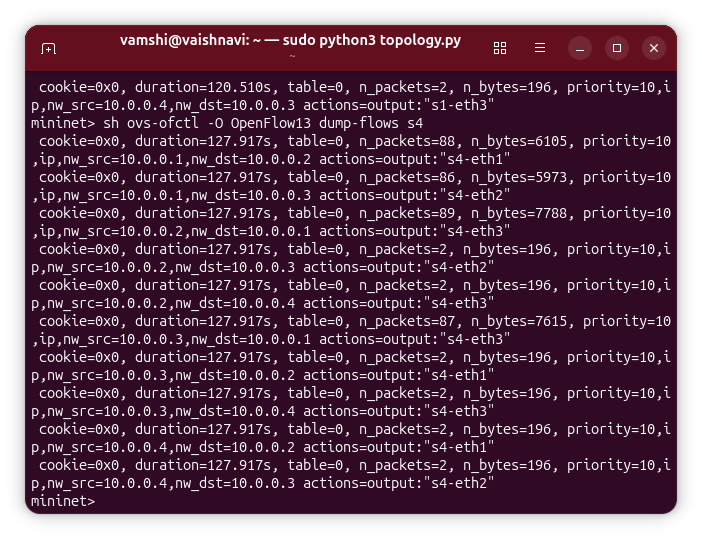 vamshi@vaishnavi: ~ — sudo python3 topology.py
~
 cookie=0x0, duration=120.510s, table=0, n_packets=2, n_bytes=196, priority=10,i
p,nw_src=10.0.0.4,nw_dst=10.0.0.3 actions=output:"s1-eth3"
mininet> sh ovs-ofctl -O OpenFlow13 dump-flows s4
 cookie=0x0, duration=127.917s, table=0, n_packets=88, n_bytes=6105, priority=10
,ip,nw_src=10.0.0.1,nw_dst=10.0.0.2 actions=output:"s4-eth1"
 cookie=0x0, duration=127.917s, table=0, n_packets=86, n_bytes=5973, priority=10
,ip,nw_src=10.0.0.1,nw_dst=10.0.0.3 actions=output:"s4-eth2"
 cookie=0x0, duration=127.917s, table=0, n_packets=89, n_bytes=7788, priority=10
,ip,nw_src=10.0.0.2,nw_dst=10.0.0.1 actions=output:"s4-eth3"
 cookie=0x0, duration=127.917s, table=0, n_packets=2, n_bytes=196, priority=10,i
p,nw_src=10.0.0.2,nw_dst=10.0.0.3 actions=output:"s4-eth2"
 cookie=0x0, duration=127.917s, table=0, n_packets=2, n_bytes=196, priority=10,i
p,nw_src=10.0.0.2,nw_dst=10.0.0.4 actions=output:"s4-eth3"
 cookie=0x0, duration=127.917s, table=0, n_packets=87, n_bytes=7615, priority=10
,ip,nw_src=10.0.0.3,nw_dst=10.0.0.1 actions=output:"s4-eth3"
 cookie=0x0, duration=127.917s, table=0, n_packets=2, n_bytes=196, priority=10,i
p,nw_src=10.0.0.3,nw_dst=10.0.0.2 actions=output:"s4-eth1"
 cookie=0x0, duration=127.917s, table=0, n_packets=2, n_bytes=196, priority=10,i
p,nw_src=10.0.0.3,nw_dst=10.0.0.4 actions=output:"s4-eth3"
 cookie=0x0, duration=127.917s, table=0, n_packets=2, n_bytes=196, priority=10,i
p,nw_src=10.0.0.4,nw_dst=10.0.0.2 actions=output:"s4-eth1"
 cookie=0x0, duration=127.917s, table=0, n_packets=2, n_bytes=196, priority=10,i
p,nw_src=10.0.0.4,nw_dst=10.0.0.3 actions=output:"s4-eth2"
mininet>